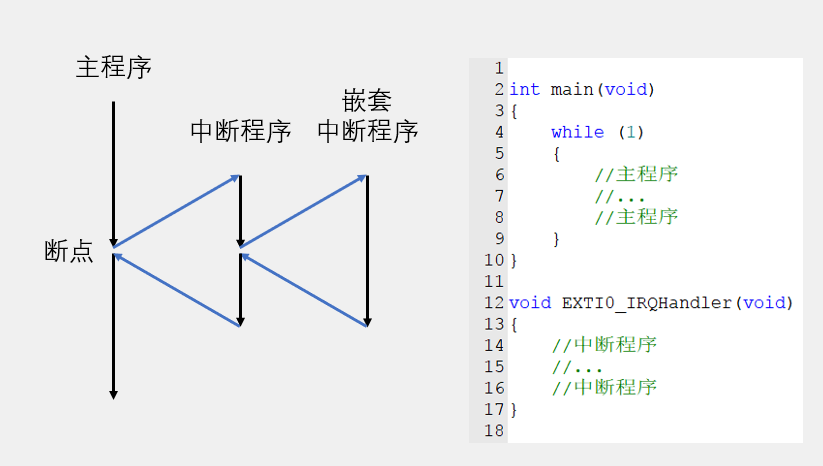 主程序
嵌套
中断程序
中断程序
断点
1
2 int main(void)
3 {
4     while (1)
5     {
6         //主程序
7         //...
8         //主程序
9     }
10 }
11
12 void EXTI0_IRQHandler(void)
13 {
14     //中断程序
15     //...
16     //中断程序
17 }
18